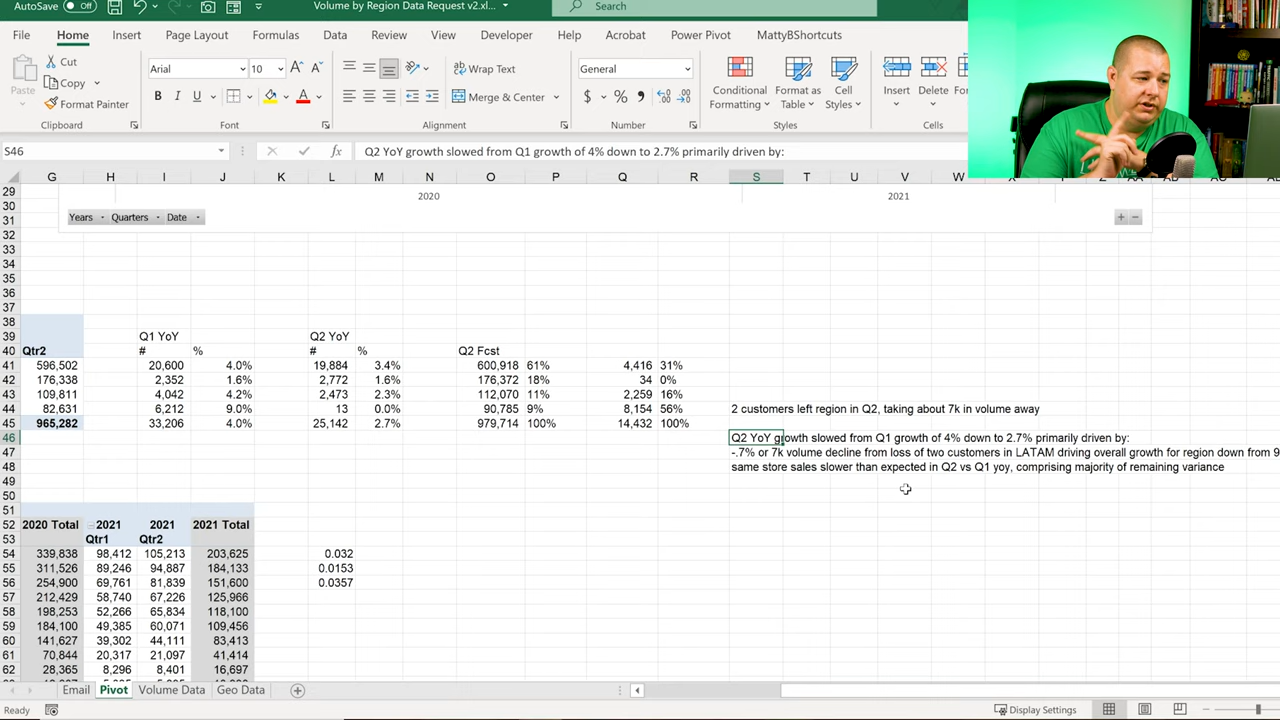 AutoSave Off Volume by Region Data Request v2.xl... Search
File Home Insert Page Layout Formulas Data Review View Developer Help Acrobat Power Pivot MattyBShortcuts
Paste Cut Copy Format Painter Arial 10 Wrap Text Merge & Center General Conditional Formatting Format as Table Cell Styles Insert Delete
Clipboard Font Alignment Number Styles Cells
S46 fx Q2 YoY growth slowed from Q1 growth of 4% down to 2.7% primarily driven by:
G H I J K L M N O P Q R S T U V W
29 2020 2021
30
31 Years Quarters Date + −
32
33
34
35
36
37
38
39 Q1 YoY Q2 YoY
40 Qtr2 # % # % Q2 Fcst
41 596,502 20,600 4.0% 19,884 3.4% 600,918 61% 4,416 31%
42 176,338 2,352 1.6% 2,772 1.6% 176,372 18% 34 0%
43 109,811 4,042 4.2% 2,473 2.3% 112,070 11% 2,259 16%
44 82,631 6,212 9.0% 13 0.0% 90,785 9% 8,154 56% 2 customers left region in Q2, taking about 7k in volume away
45 965,282 33,206 4.0% 25,142 2.7% 979,714 100% 14,432 100%
46 Q2 YoY growth slowed from Q1 growth of 4% down to 2.7% primarily driven by:
47 -.7% or 7k volume decline from loss of two customers in LATAM driving overall growth for region down from 9
48 same store sales slower than expected in Q2 vs Q1 yoy, comprising majority of remaining variance
49
50
51
52 2020 Total 2021 2021 2021 Total
53 Qtr1 Qtr2
54 339,838 98,412 105,213 203,625 0.032
55 311,526 89,246 94,887 184,133 0.0153
56 254,900 69,761 81,839 151,600 0.0357
57 212,429 58,740 67,226 125,966
58 198,253 52,266 65,834 118,100
59 184,100 49,385 60,071 109,456
60 141,627 39,302 44,111 83,413
61 70,844 20,317 21,097 41,414
62 28,365 8,296 8,401 16,697
Email Pivot Volume Data Geo Data
Ready Display Settings